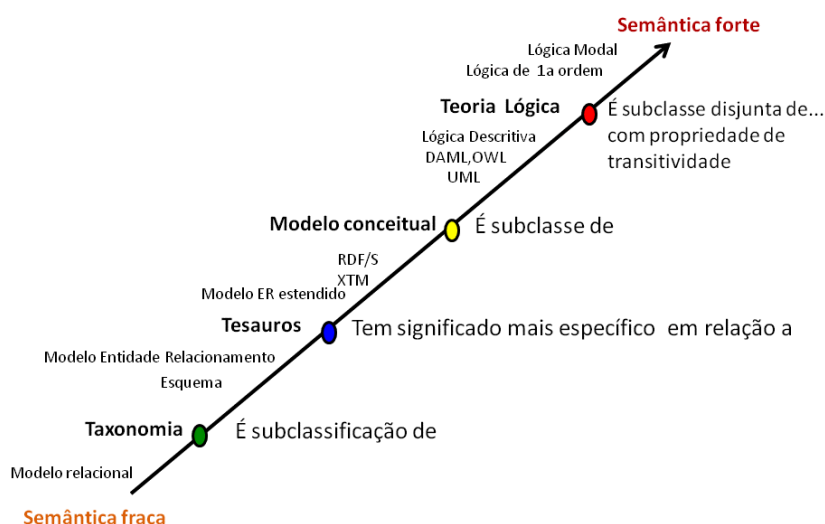 Semântica forte
Lógica Modal
Lógica de 1a ordem
Teoria Lógica
É subclasse disjunta de...
com propriedade de
transitividade
Lógica Descritiva
DAML,OWL
UML
Modelo conceitual
É subclasse de
RDF/S
XTM
Modelo ER estendido
Tesauros
Tem significado mais específico em relação a
Modelo Entidade Relacionamento
Esquema
Taxonomia
É subclassificação de
Modelo relacional
Semântica fraca